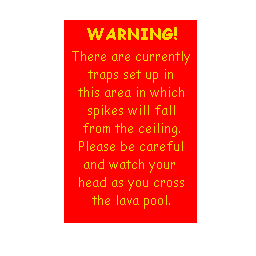 WARNING!
There are currently
traps set up in
this area in which
spikes will fall
from the ceiling.
Please be careful
and watch your
head as you cross
the lava pool.